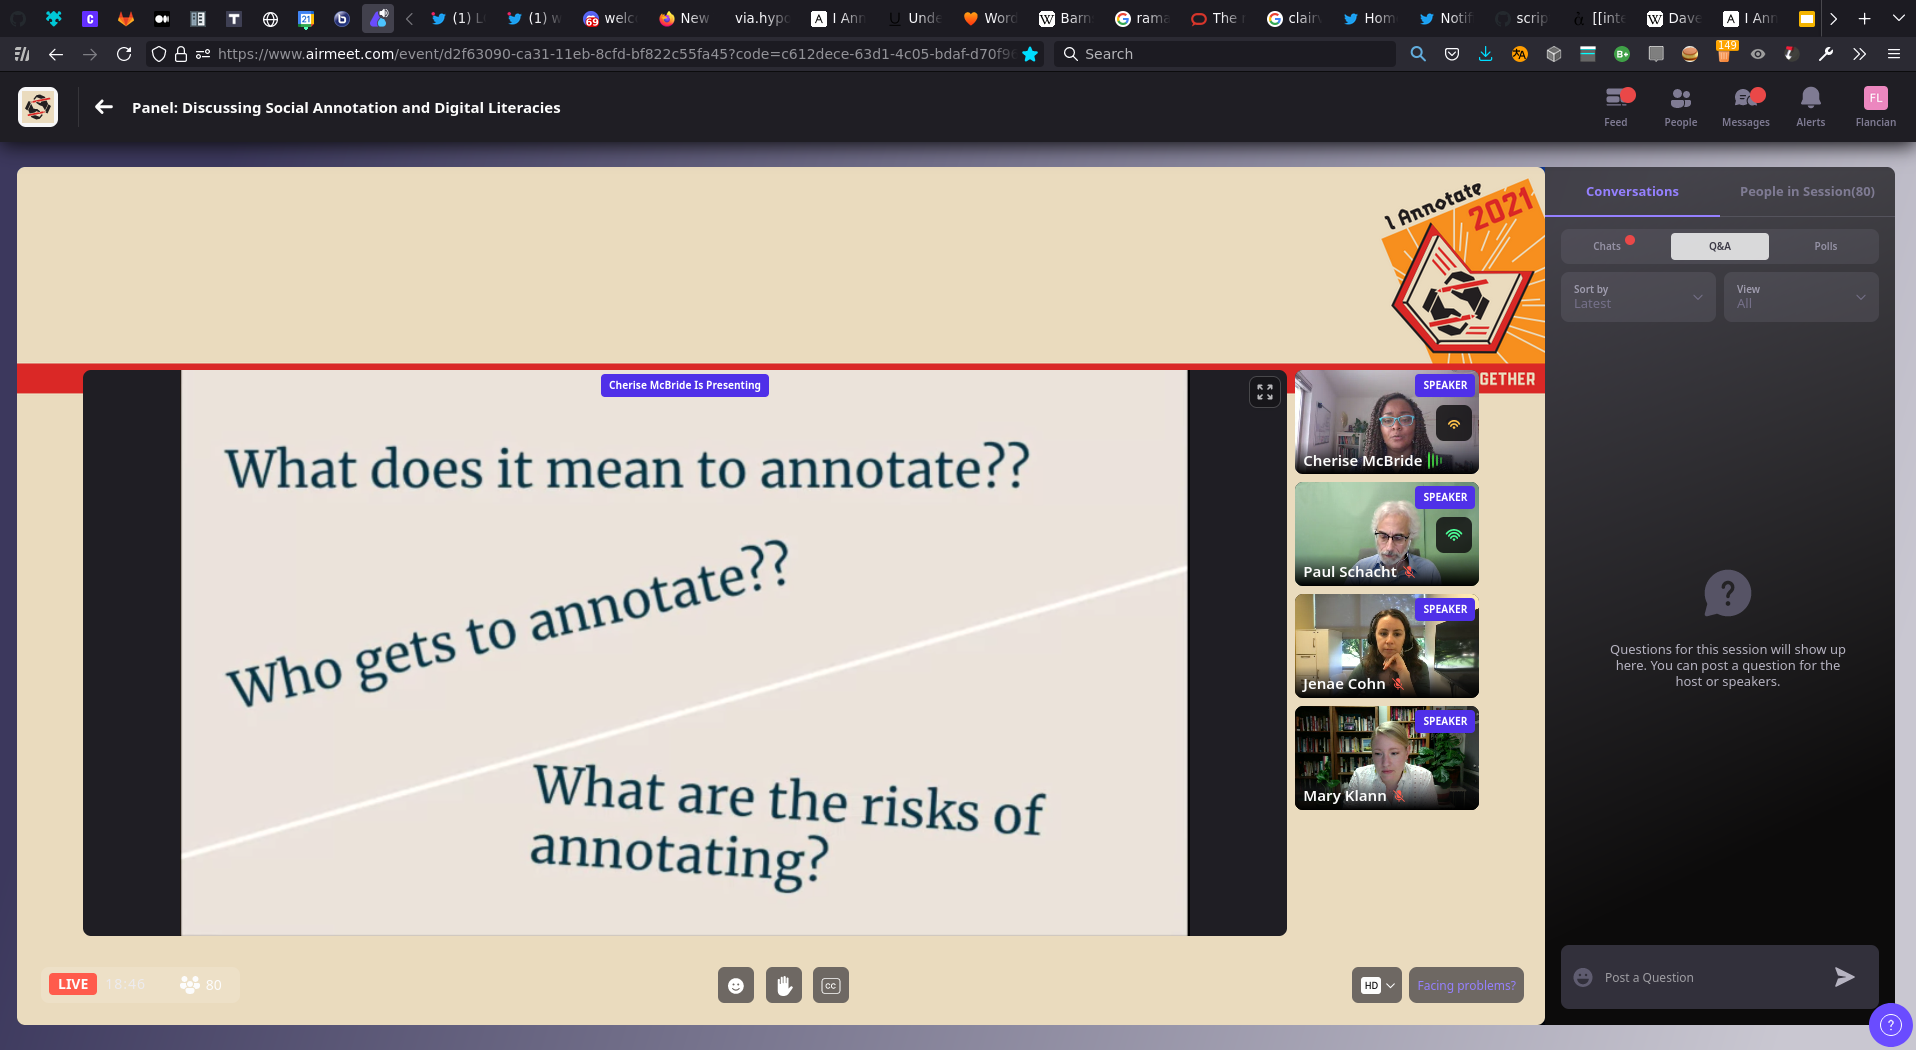 21
(1) L
(1) w
69
welc
New
via.hypo
A
I Ann
U
Unde
Word
W
Barn
G
rama
The r
G
clairv
Hom
Notif
scrip
[[inte
W
Dave
A
I Ann
https://www.airmeet.com/event/d2f63090-ca31-11eb-8cfd-bf822c55fa45?code=c612dece-63d1-4c05-bdaf-d70f9
Search
B+
149
Panel: Discussing Social Annotation and Digital Literacies
Feed
People
Messages
Alerts
FL
Flancian
I Annotate
2021
GETHER
Cherise McBride Is Presenting
What does it mean to annotate??
Who gets to annotate??
What are the risks of
annotating?
SPEAKER
Cherise McBride
SPEAKER
Paul Schacht
SPEAKER
Jenae Cohn
SPEAKER
Mary Klann
LIVE
18:46
80
CC
HD
Facing problems?
Conversations
People in Session(80)
Chats
Q&A
Polls
Sort by
Latest
View
All
?
Questions for this session will show up
here. You can post a question for the
host or speakers.
Post a Question
?